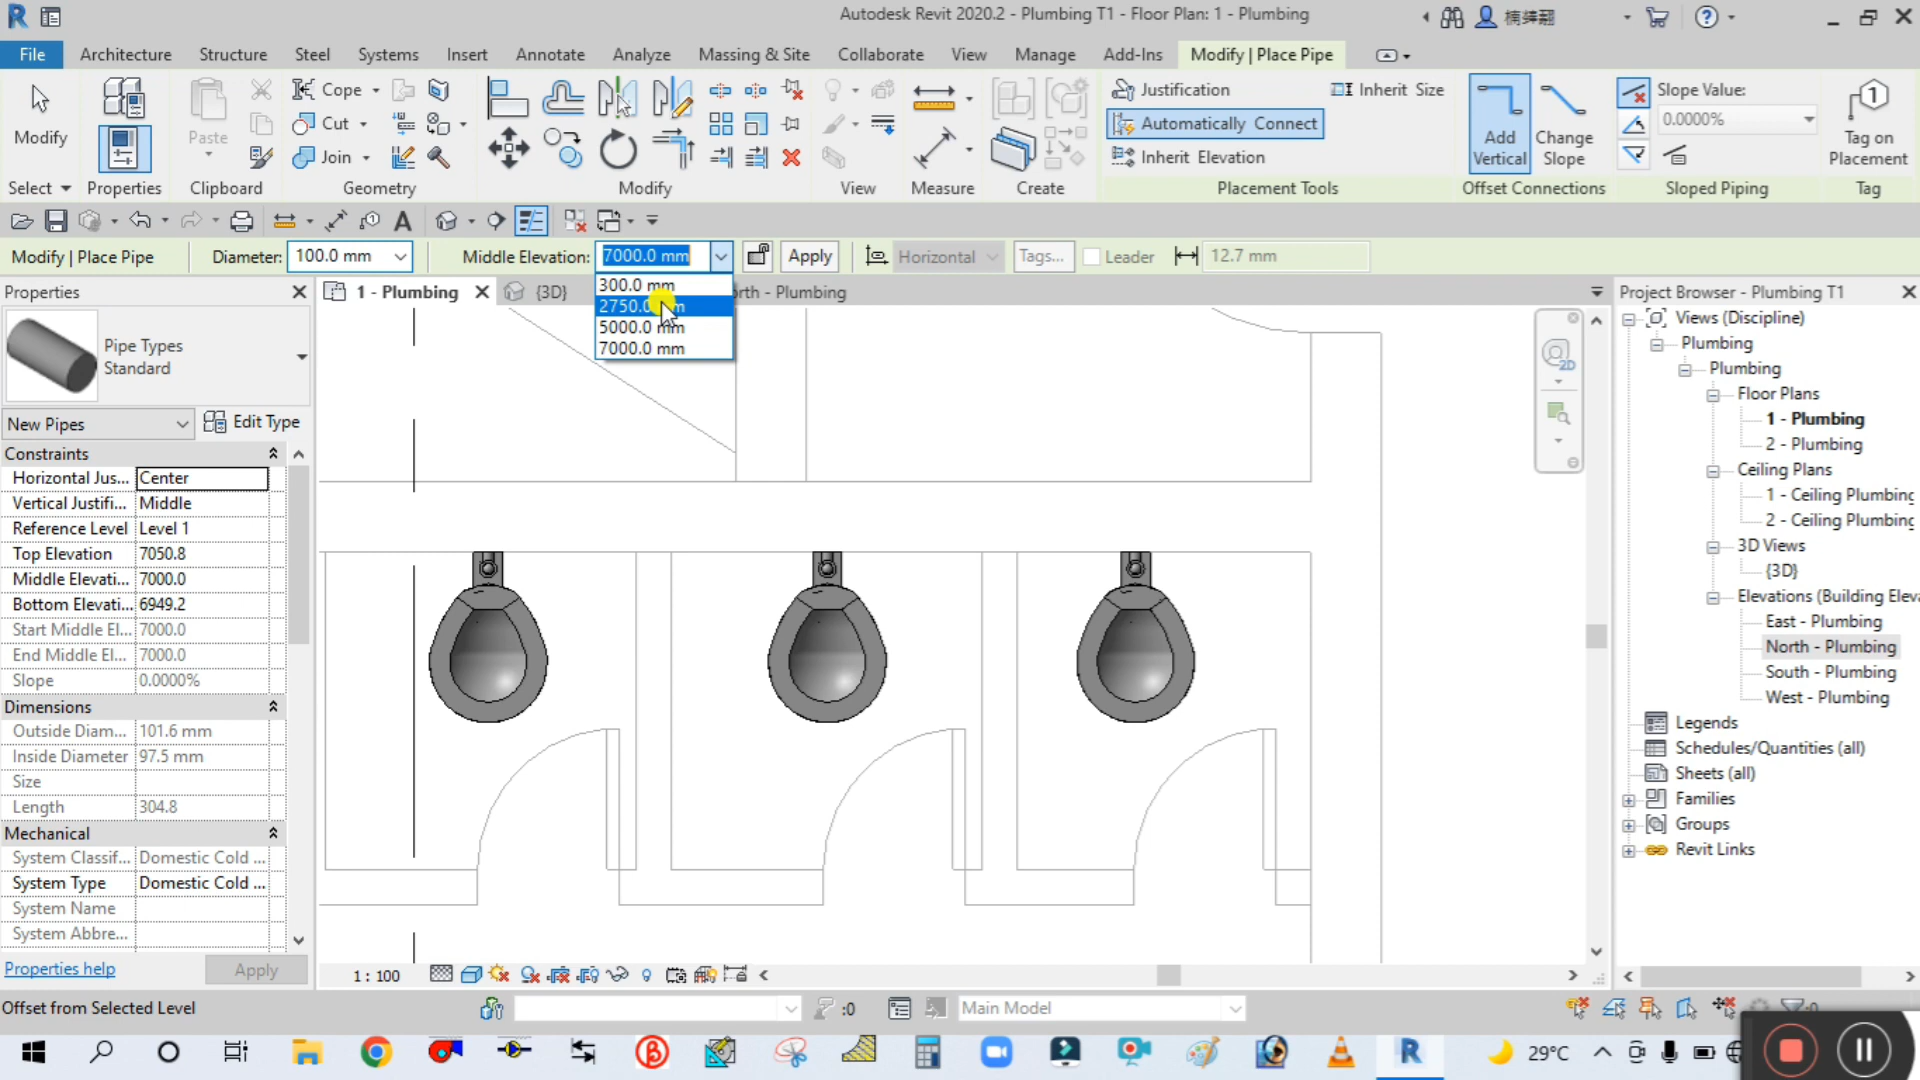 Autodesk Revit 2020.2 - Plumbing T1 - Floor Plan: 1 - Plumbing
File Architecture Structure Steel Systems Insert Annotate Analyze Massing & Site Collaborate View Manage Add-Ins Modify | Place Pipe
Modify
Paste
Cope
Cut
Join
Justification
Automatically Connect
Inherit Elevation
Inherit Size
Add Vertical
Change Slope
Slope Value:
0.0000%
Tag on Placement
Select Properties Clipboard Geometry Modify View Measure Create Placement Tools Offset Connections Sloped Piping Tag
Modify | Place Pipe Diameter: 100.0 mm Middle Elevation: 7000.0 mm Apply Horizontal Tags... Leader 12.7 mm
300.0 mm
2750.0 mm
5000.0 mm
7000.0 mm
Properties
1 - Plumbing {3D} rth - Plumbing
Pipe Types
Standard
New Pipes Edit Type
Constraints
Horizontal Jus... Center
Vertical Justifi... Middle
Reference Level Level 1
Top Elevation 7050.8
Middle Elevati... 7000.0
Bottom Elevati... 6949.2
Start Middle El... 7000.0
End Middle El... 7000.0
Slope 0.0000%
Dimensions
Outside Diam... 101.6 mm
Inside Diameter 97.5 mm
Size
Length 304.8
Mechanical
System Classif... Domestic Cold ...
System Type Domestic Cold ...
System Name
System Abbre...
Properties help Apply
2D
1 : 100
Project Browser - Plumbing T1
Views (Discipline)
Plumbing
Plumbing
Floor Plans
1 - Plumbing
2 - Plumbing
Ceiling Plans
1 - Ceiling Plumbing
2 - Ceiling Plumbing
3D Views
{3D}
Elevations (Building Eleva
East - Plumbing
North - Plumbing
South - Plumbing
West - Plumbing
Legends
Schedules/Quantities (all)
Sheets (all)
Families
Groups
Revit Links
Offset from Selected Level :0 Main Model
29°C